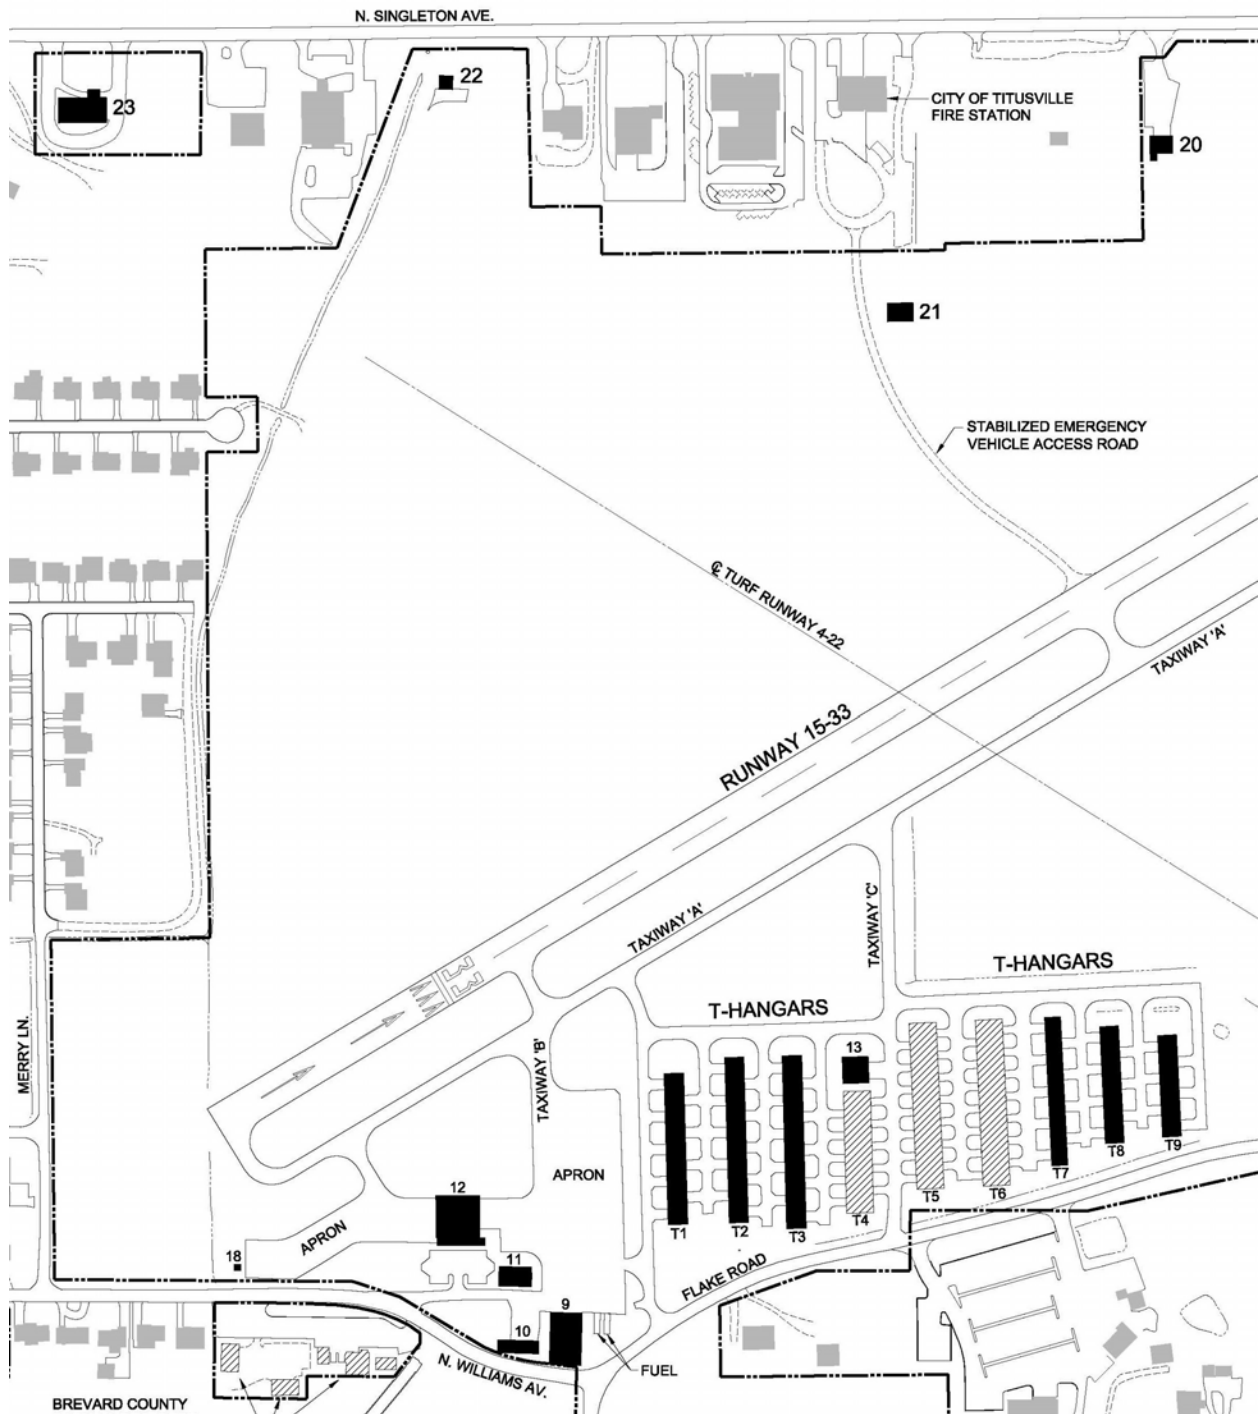 N. SINGLETON AVE.
22
23
CITY OF TITUSVILLE
FIRE STATION
20
21
STABILIZED EMERGENCY
VEHICLE ACCESS ROAD
℄ TURF RUNWAY 4-22
TAXIWAY 'A'
RUNWAY 15-33
TAXIWAY 'A'
TAXIWAY 'C'
T-HANGARS
T-HANGARS
33
MERRY LN.
TAXIWAY 'B'
13
APRON
T1
T2
T3
T4
T5
T6
T7
T8
T9
12
APRON
18
11
FLAKE ROAD
9
10
FUEL
N. WILLIAMS AV.
BREVARD COUNTY